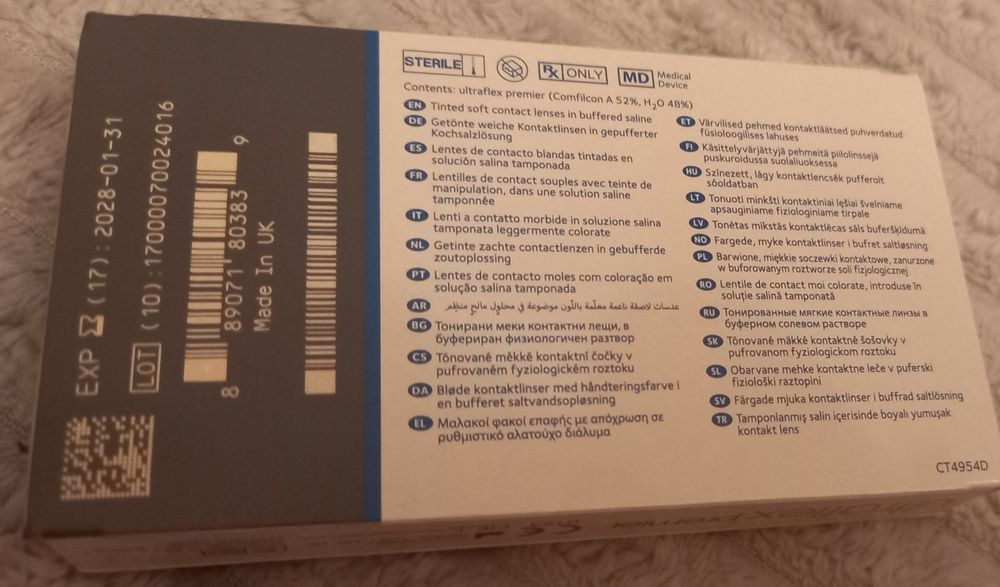 EXP (17): 2028-01-31
LOT (10):17000070024016
8 89071 80383 9
Made In UK
STERILE
Rx ONLY
MD Medical
Device
Contents: ultraflex premier (Comfilcon A 52%, H₂O 48%)
EN Tinted soft contact lenses in buffered saline
DE Getönte weiche Kontaktlinsen in gepufferter
Kochsalzlösung
ES Lentes de contacto blandas tintadas en
solución salina tamponada
FR Lentilles de contact souples avec teinte de
manipulation, dans une solution saline
tamponnée
IT Lenti a contatto morbide in soluzione salina
tamponata leggermente colorate
NL Getinte zachte contactlenzen in gebufferde
zoutoplossing
PT Lentes de contacto moles com coloração em
solução salina tamponada
AR عدسات لاصقة ناعمة معلّمة باللّون موضوعة في محلول مالح منظم
BG Тонирани меки контактни лещи, в
буфериран физиологичен разтвор
CS Tónované měkké kontaktní čočky v
pufrovaném fyziologickém roztoku
DA Bløde kontaktlinser med håndteringsfarve i
en bufferet saltvandsopløsning
EL Μαλακοί φακοί επαφής με απόχρωση σε
ρυθμιστικό αλατούχο διάλυμα
ET Värvilised pehmed kontaktläätsed puhverdatud
füsioloogilises lahuses
FI Käsittelyvärjättyjä pehmeitä piilolinssejä
puskuroidussa suolaliuoksessa
HU Színezett, lágy kontaktlencsék pufferolt
sóoldatban
LT Tonuoti minkšti kontaktiniai lęšiai švelniame
apsauginiame fiziologiniame tirpale
LV Tonētas mīkstās kontaktlēcas sāls buferšķīdumā
NO Fargede, myke kontaktlinser i bufret saltløsning
PL Barwione, miękkie soczewki kontaktowe, zanurzone
w buforowanym roztworze soli fizjologicznej
RO Lentile de contact moi colorate, introduse în
soluție salină tamponată
RU Тонированные мягкие контактные линзы в
буферном солевом растворе
SK Tónované mäkké kontaktné šošovky v
pufrovanom fyziologickom roztoku
SL Obarvane mehke kontaktne leče v puferski
fiziološki raztopini
SV Färgade mjuka kontaktlinser i buffrad saltlösning
TR Tamponlanmış salin içerisinde boyalı yumuşak
kontakt lens
CT4954D
ultraflex premier